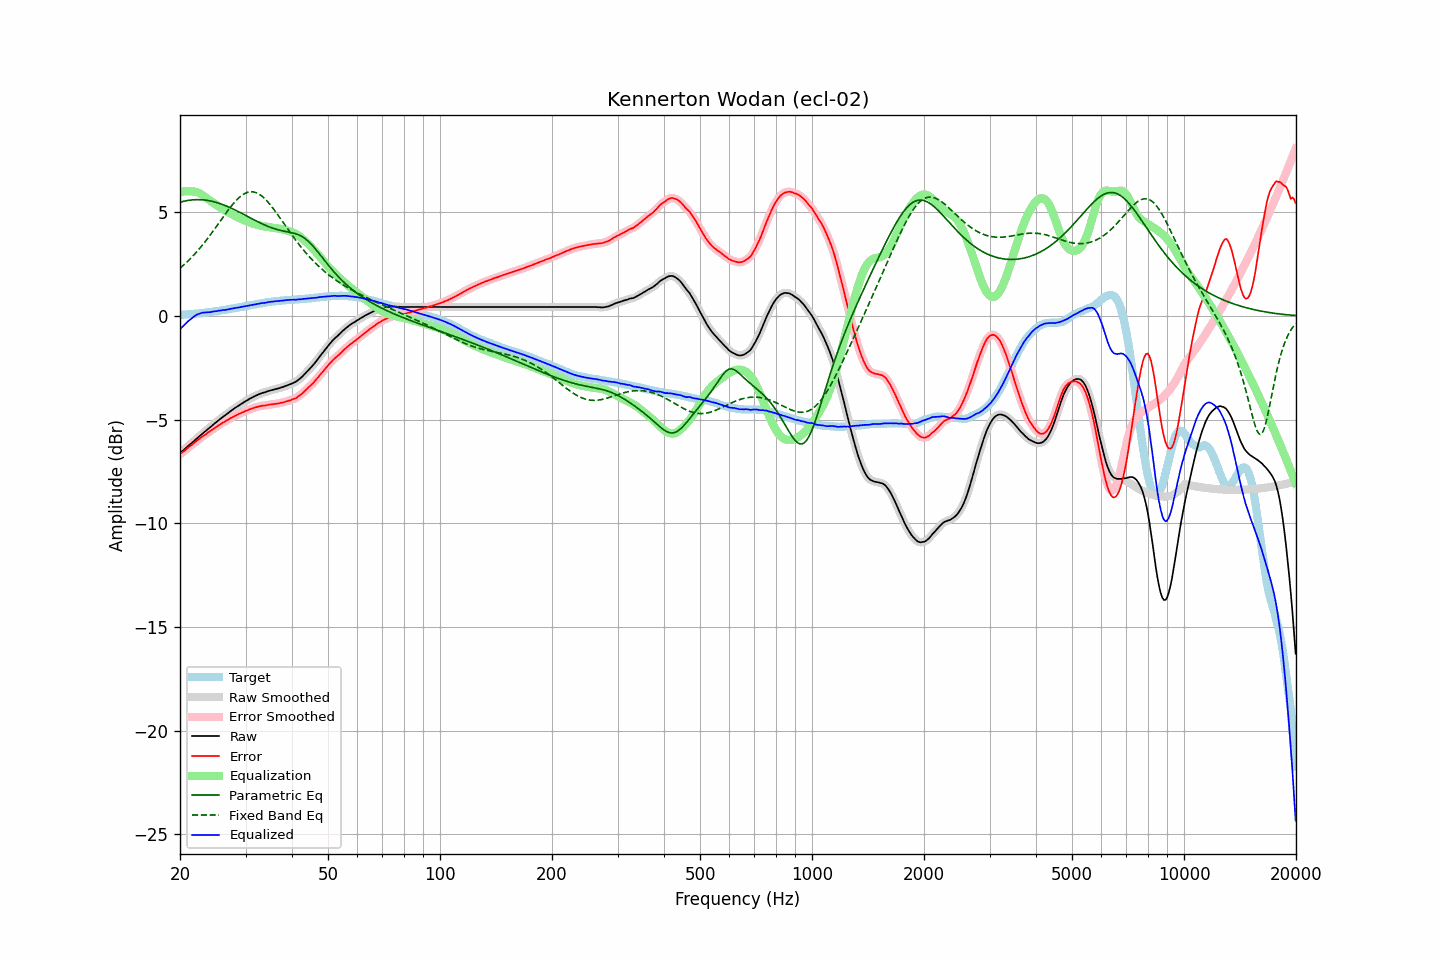 Kennerton Wodan (ecl-02)
Amplitude (dBr)
5
0
−5
−10
−15
−20
−25
Target
Raw Smoothed
Error Smoothed
Raw
Error
Equalization
Parametric Eq
Fixed Band Eq
Equalized
20
50
100
200
500
1000
2000
5000
10000
20000
Frequency (Hz)